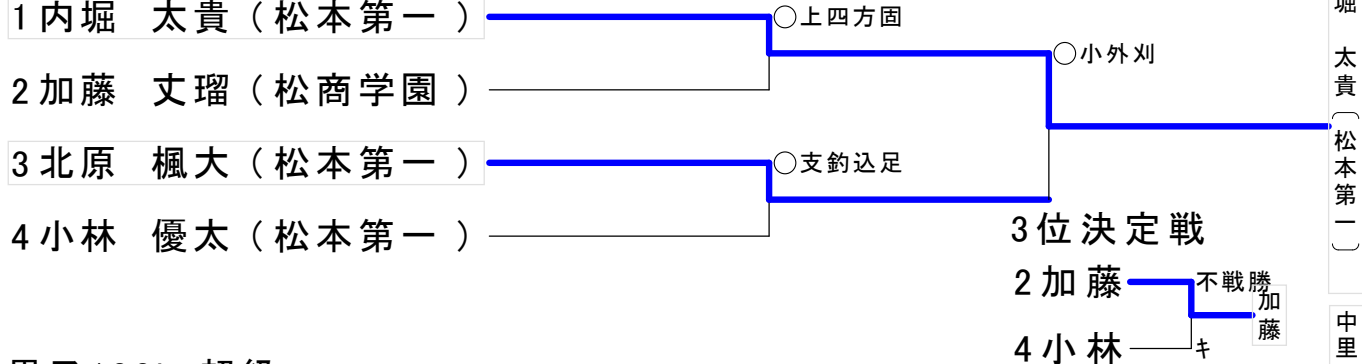 1 内堀 太貴 ( 松本第一 )
○上四方固
○小外刈
2 加藤 丈瑠 ( 松商学園 )
3 北原 楓大 ( 松本第一 )
○支釣込足
4 小林 優太 ( 松本第一 )
堀 太貴 (松本第一)
3位決定戦
2 加藤
不戦勝
加藤
4 小林
キ
中里